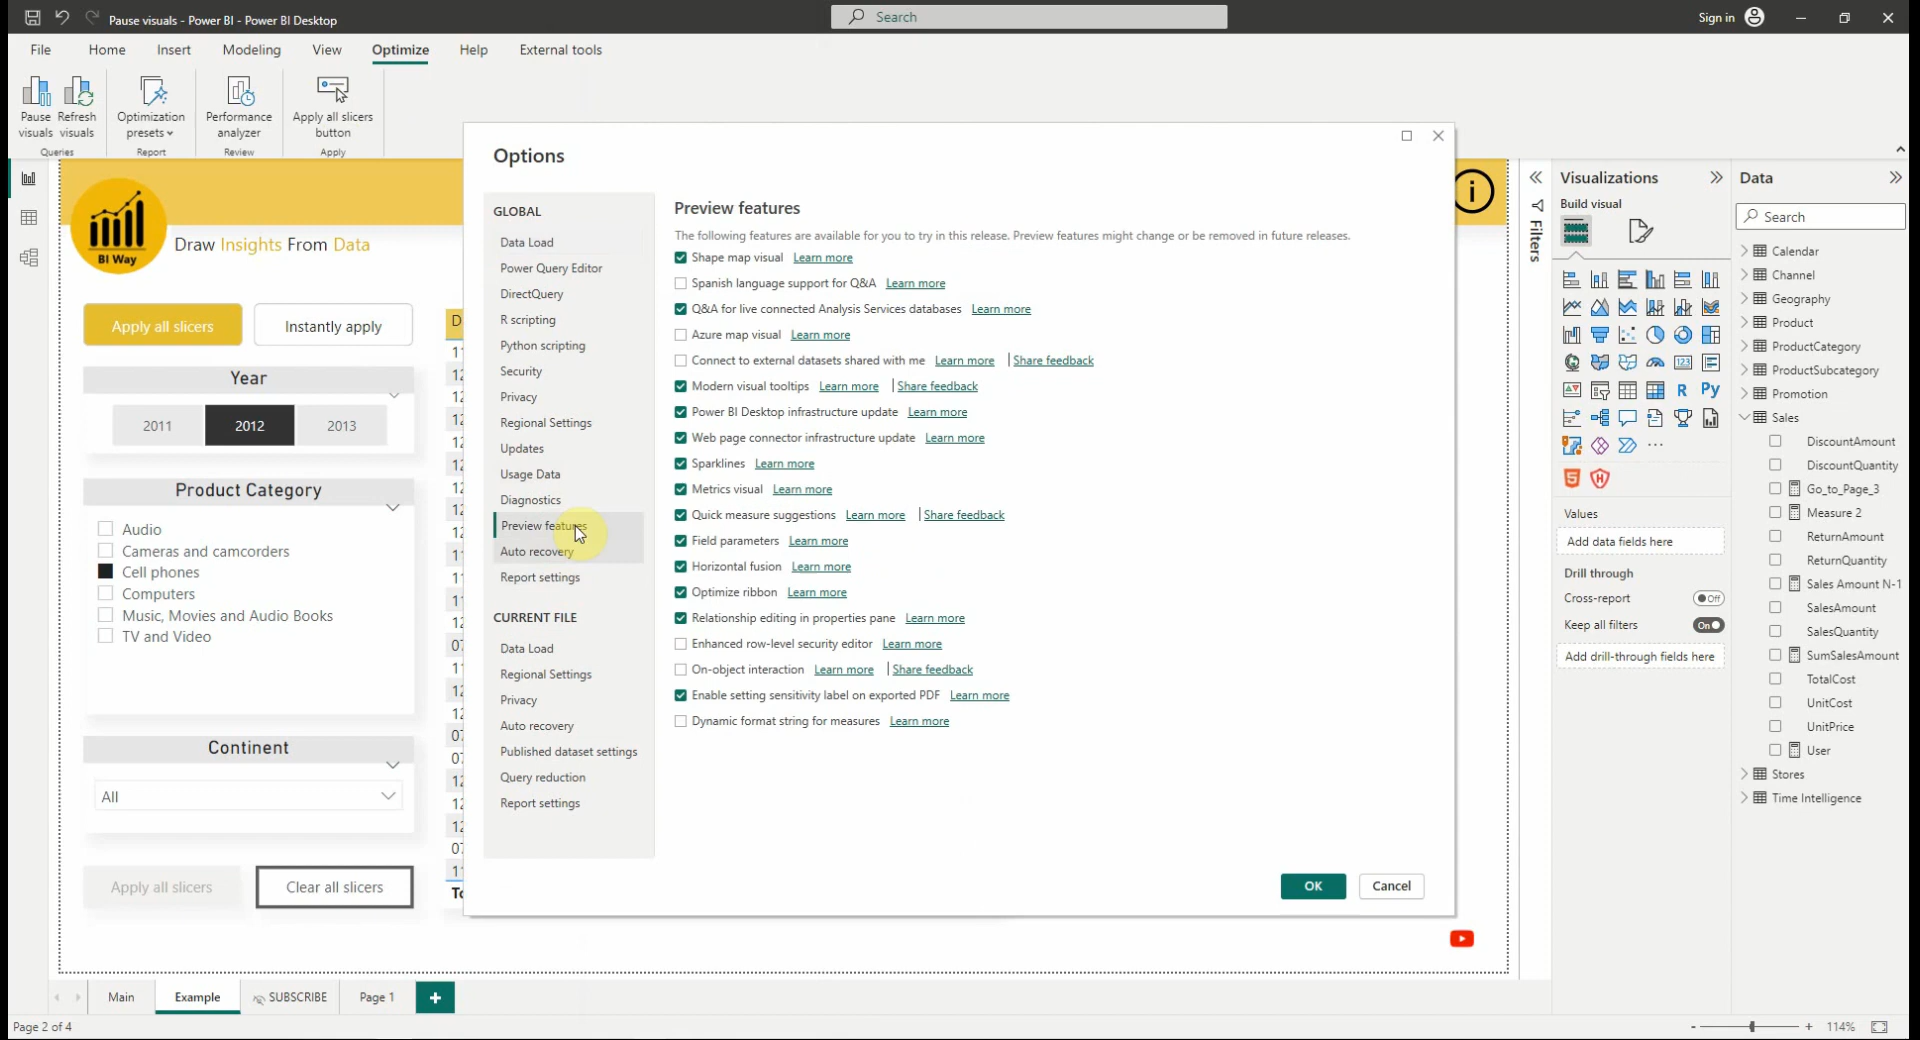 Pause visuals - Power BI - Power BI Desktop
Search
Sign in
File Home Insert Modeling View Optimize Help External tools
Pause visuals
Refresh visuals
Optimization presets
Performance analyzer
Apply all slicers button
Queries Report Review Apply
BI Way
Draw Insights From Data
Apply all slicers
Instantly apply
Year
2011 2012 2013
Product Category
Audio
Cameras and camcorders
Cell phones
Computers
Music, Movies and Audio Books
TV and Video
Continent
All
Apply all slicers
Clear all slicers
Options
GLOBAL
Data Load
Power Query Editor
DirectQuery
R scripting
Python scripting
Security
Privacy
Regional Settings
Updates
Usage Data
Diagnostics
Preview features
Auto recovery
Report settings
CURRENT FILE
Data Load
Regional Settings
Privacy
Auto recovery
Published dataset settings
Query reduction
Report settings
Preview features
The following features are available for you to try in this release. Preview features might change or be removed in future releases.
Shape map visual Learn more
Spanish language support for Q&A Learn more
Q&A for live connected Analysis Services databases Learn more
Azure map visual Learn more
Connect to external datasets shared with me Learn more Share feedback
Modern visual tooltips Learn more Share feedback
Power BI Desktop infrastructure update Learn more
Web page connector infrastructure update Learn more
Sparklines Learn more
Metrics visual Learn more
Quick measure suggestions Learn more Share feedback
Field parameters Learn more
Horizontal fusion Learn more
Optimize ribbon Learn more
Relationship editing in properties pane Learn more
Enhanced row-level security editor Learn more
On-object interaction Learn more Share feedback
Enable setting sensitivity label on exported PDF Learn more
Dynamic format string for measures Learn more
OK
Cancel
Filters
Visualizations
Build visual
123
R Py
Values
Add data fields here
Drill through
Cross-report Off
Keep all filters On
Add drill-through fields here
Data
Search
Calendar
Channel
Geography
Product
ProductCategory
ProductSubcategory
Promotion
Sales
DiscountAmount
DiscountQuantity
Go_to_Page_3
Measure 2
ReturnAmount
ReturnQuantity
Sales Amount N-1
SalesAmount
SalesQuantity
SumSalesAmount
TotalCost
UnitCost
UnitPrice
User
Stores
Time Intelligence
Main Example SUBSCRIBE Page 1
Page 2 of 4
114%